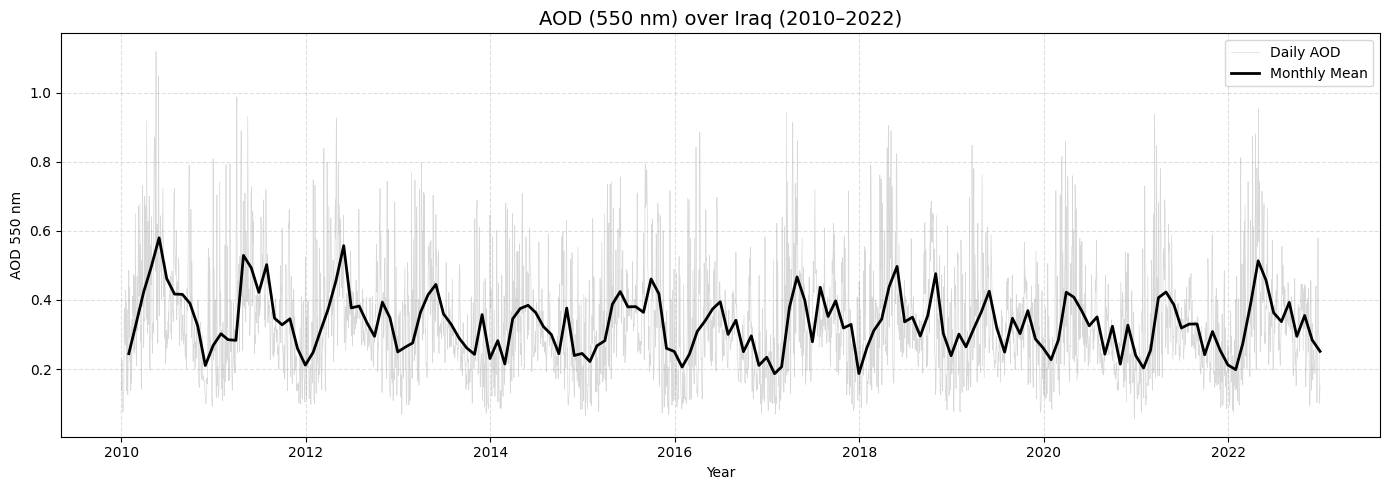 AOD (550 nm) over Iraq (2010–2022)
Daily AOD
Monthly Mean
AOD 550 nm
1.0
0.8
0.6
0.4
0.2
2010 2012 2014 2016 2018 2020 2022
Year